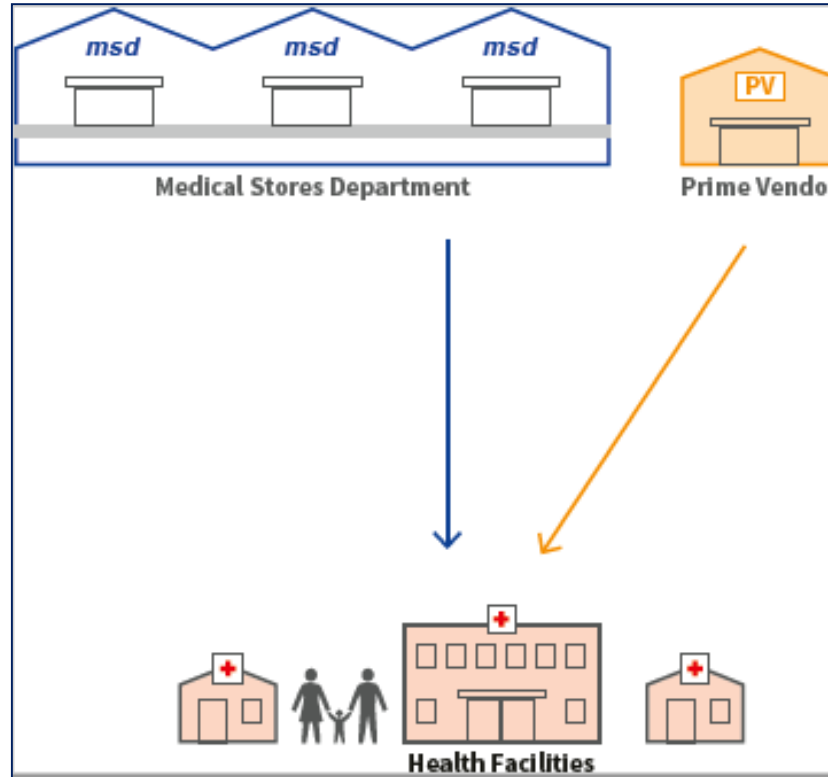 msd msd msd
PV
Medical Stores Department
Prime Vendo
Health Facilities